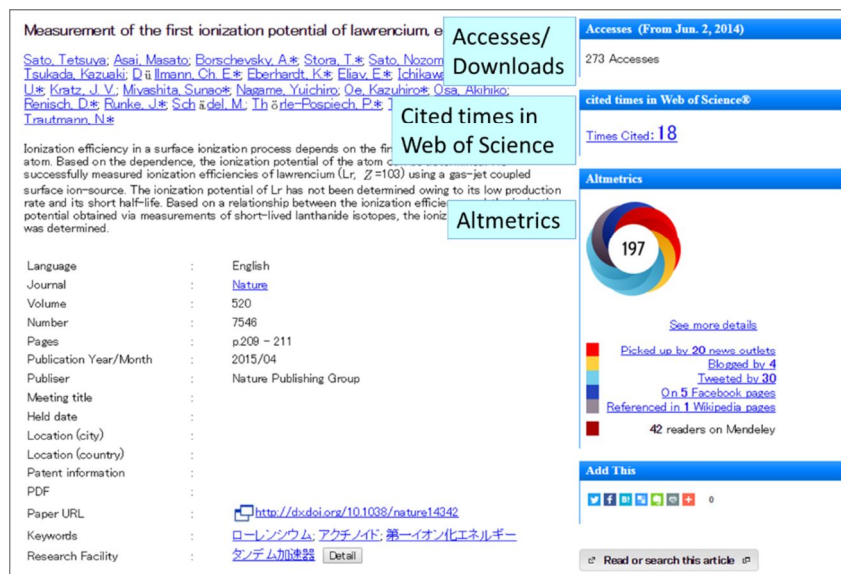 Measurement of the first ionization potential of lawrencium, e
Sato, Tetsuya; Asai, Masato; Borschevsky, A*; Stora, T.*; Sato, Nozom
Tsukada, Kazuaki; Düllmann, Ch. E*; Eberhardt, K*; Eliav, E*; Ichikaw
U*; Kratz, J. V.; Miyashita, Sunao*; Nagame, Yuichiro; Oe, Kazuhiro*; Osa, Akihiko;
Renisch, D.*; Runke, J.*; Schädel, M.; Thörle-Pospiech, P.*; T
Trautmann, N.*
Ionization efficiency in a surface ionization process depends on the fir
atom. Based on the dependence, the ionization potential of the atom
successfully measured ionization efficiencies of lawrencium (Lr, Z=103) using a gas-jet coupled
surface ion-source. The ionization potential of Lr has not been determined owing to its low production
rate and its short half-life. Based on a relationship between the ionization effici
potential obtained via measurements of short-lived lanthanide isotopes, the ioniz
was determined.
Language : English
Journal : Nature
Volume : 520
Number : 7546
Pages : p.209 - 211
Publication Year/Month : 2015/04
Publiser : Nature Publishing Group
Meeting title :
Held date :
Location (city) :
Location (country) :
Patent information :
PDF :
Paper URL : http://dx.doi.org/10.1038/nature14342
Keywords : ローレンシウム; アクチノイド; 第一イオン化エネルギー
Research Facility : タンデム加速器 Detail
Accesses/
Downloads
Cited times in
Web of Science
Altmetrics
Accesses (From Jun. 2, 2014)
273 Accesses
cited times in Web of Science®
Times Cited: 18
Altmetrics
197
See more details
Picked up by 20 news outlets
Blogged by 4
Tweeted by 30
On 5 Facebook pages
Referenced in 1 Wikipedia pages
42 readers on Mendeley
Add This
0
Read or search this article